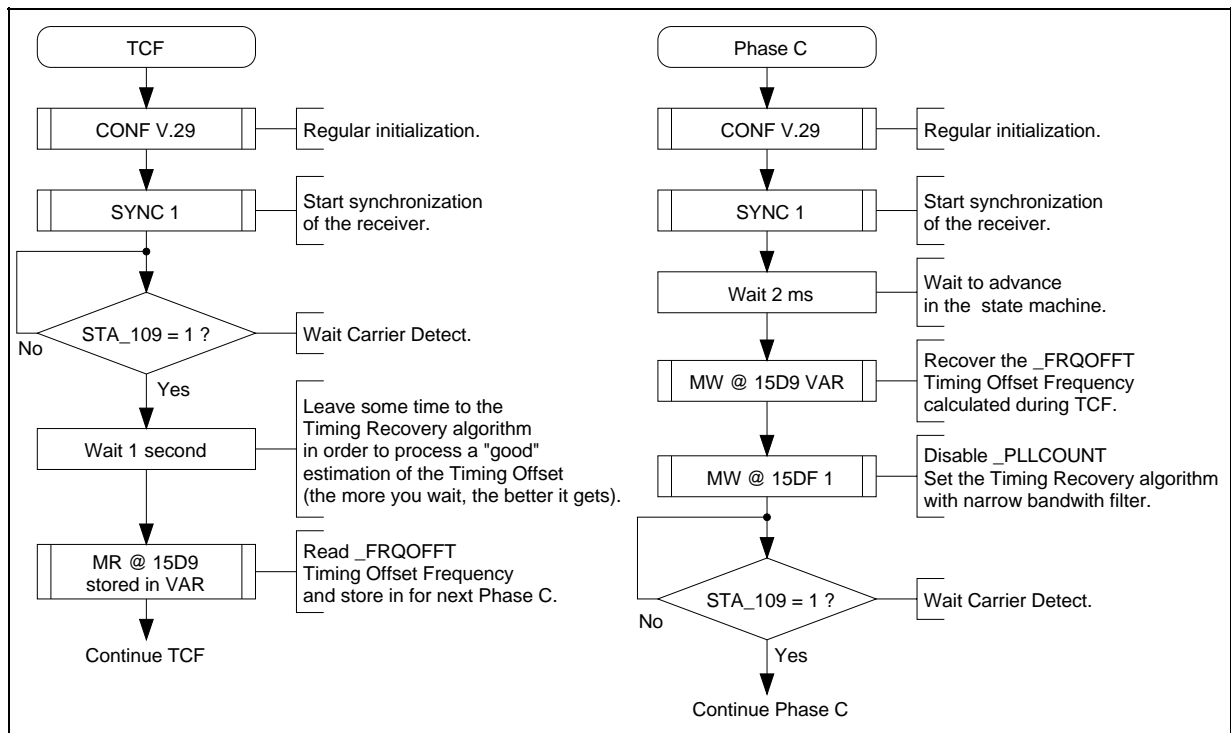 TCF
CONF V.29
Regular initialization.
SYNC 1
Start synchronization
of the receiver.
STA_109 = 1 ?
Wait Carrier Detect.
No
Yes
Wait 1 second
Leave some time to the
Timing Recovery algorithm
in order to process a "good"
estimation of the Timing Offset
(the more you wait, the better it gets).
MR @ 15D9
stored in VAR
Read _FRQOFFT
Timing Offset Frequency
and store in for next Phase C.
Continue TCF
Phase C
CONF V.29
Regular initialization.
SYNC 1
Start synchronization
of the receiver.
Wait 2 ms
Wait to advance
in the state machine.
MW @ 15D9 VAR
Recover the _FRQOFFT
Timing Offset Frequency
calculated during TCF.
MW @ 15DF 1
Disable _PLLCOUNT
Set the Timing Recovery algorithm
with narrow bandwith filter.
STA_109 = 1 ?
Wait Carrier Detect.
No
Yes
Continue Phase C